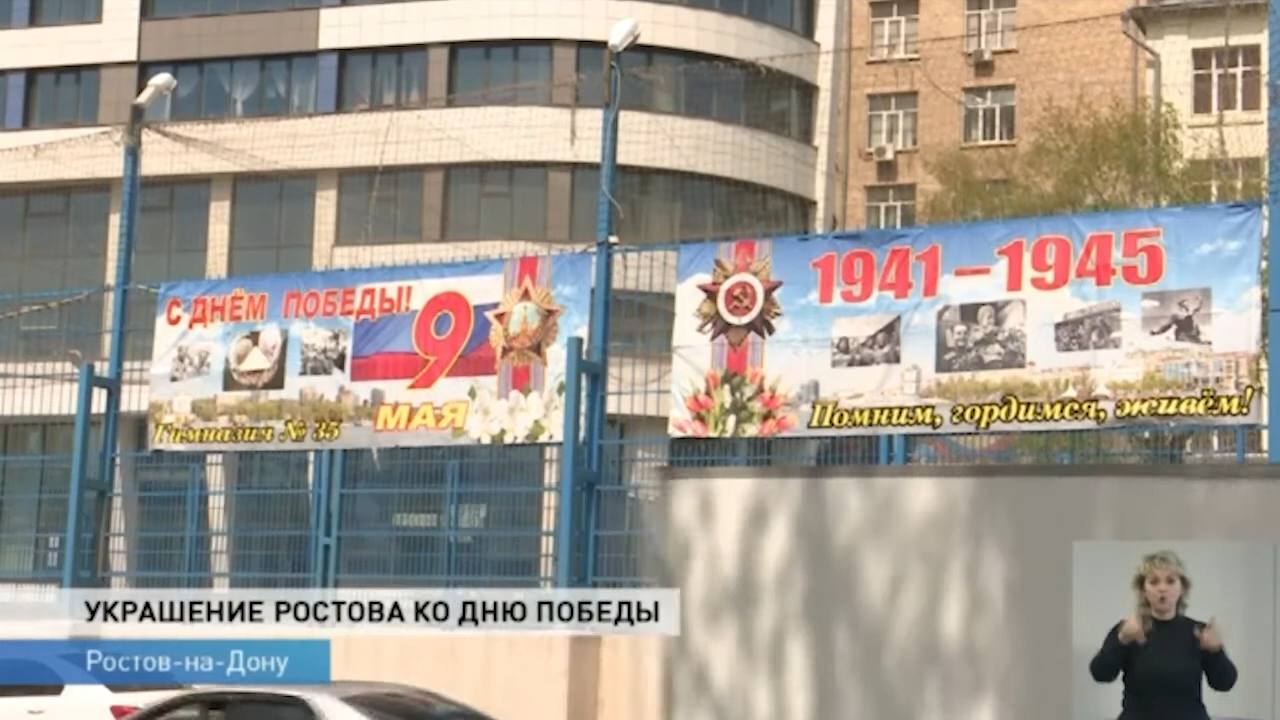 С ДНЁМ ПОБЕДЫ!
9
МАЯ
Гимназия № 35
1941-1945
Помним, гордимся, живём!
УКРАШЕНИЕ РОСТОВА КО ДНЮ ПОБЕДЫ
Ростов-на-Дону